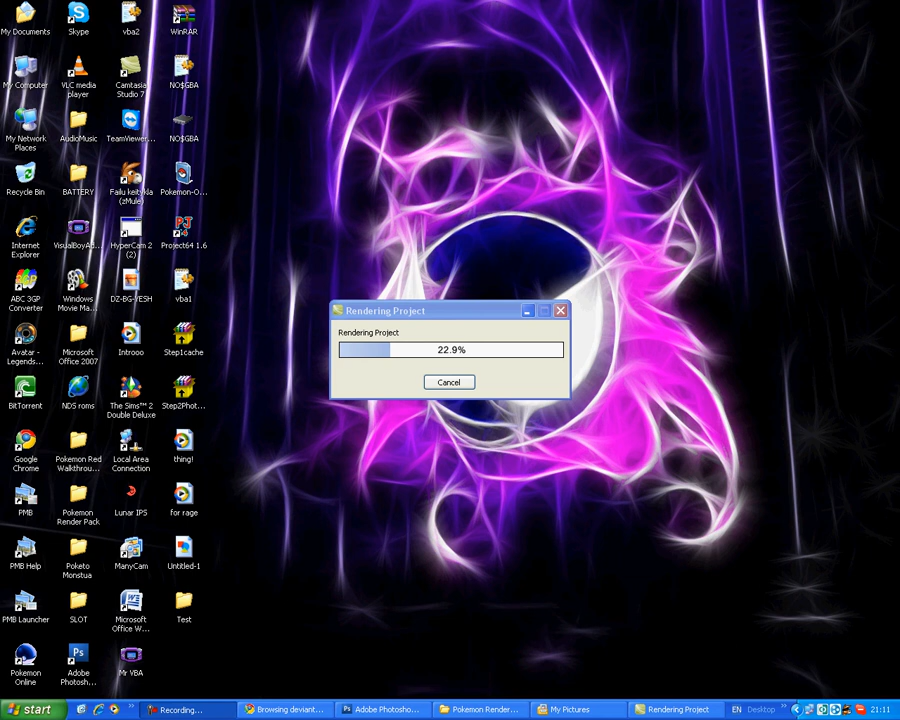 My Documents
Skype
vba2
WinRAR
My Computer
VLC media
player
Camtasia
Studio 7
NO$GBA
My Network
Places
AudioMusic
TeamViewer...
NO$GBA
Recycle Bin
BATTERY
Failu keitykla
(zMule)
Pokemon-O...
Internet
Explorer
VisualBoyAd...
HyperCam 2
(2)
Project64 1.6
ABC 3GP
Converter
Windows
Movie Ma...
DZ-BG-YESH
vba1
Avatar -
Legends...
Microsoft
Office 2007
Introoo
Step1cache
BitTorrent
NDS roms
The Sims™ 2
Double Deluxe
Step2Phot...
Google
Chrome
Pokemon Red
Walkthrou...
Local Area
Connection
thing!
PMB
Pokemon
Render Pack
Lunar IPS
for rage
PMB Help
Poketo
Monstua
ManyCam
Untitled-1
PMB Launcher
SLOT
Microsoft
Office W...
Test
Pokemon
Online
Ps
Adobe
Photosh...
Mr VBA
Rendering Project
Rendering Project
22.9%
Cancel
start
Recording...
Browsing deviant...
Adobe Photosho...
Pokemon Render...
My Pictures
Rendering Project
EN
Desktop
21:11